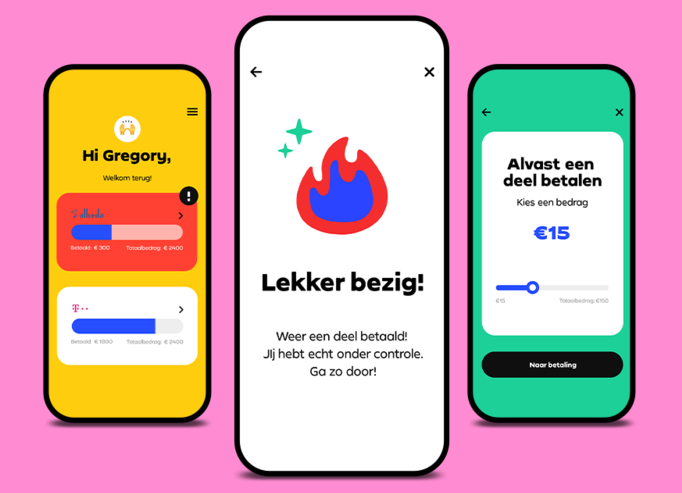 Hi Gregory,
Welkom terug!
!
Betaald: € 300 Totaalbedrag: € 2400
T
Betaald: € 1800 Totaalbedrag: € 2400
Lekker bezig!
Weer een deel betaald!
JIj hebt echt onder controle.
Ga zo door!
Alvast een
deel betalen
Kies een bedrag
€15
€15 Totaalbedrag: €150
Naar betaling